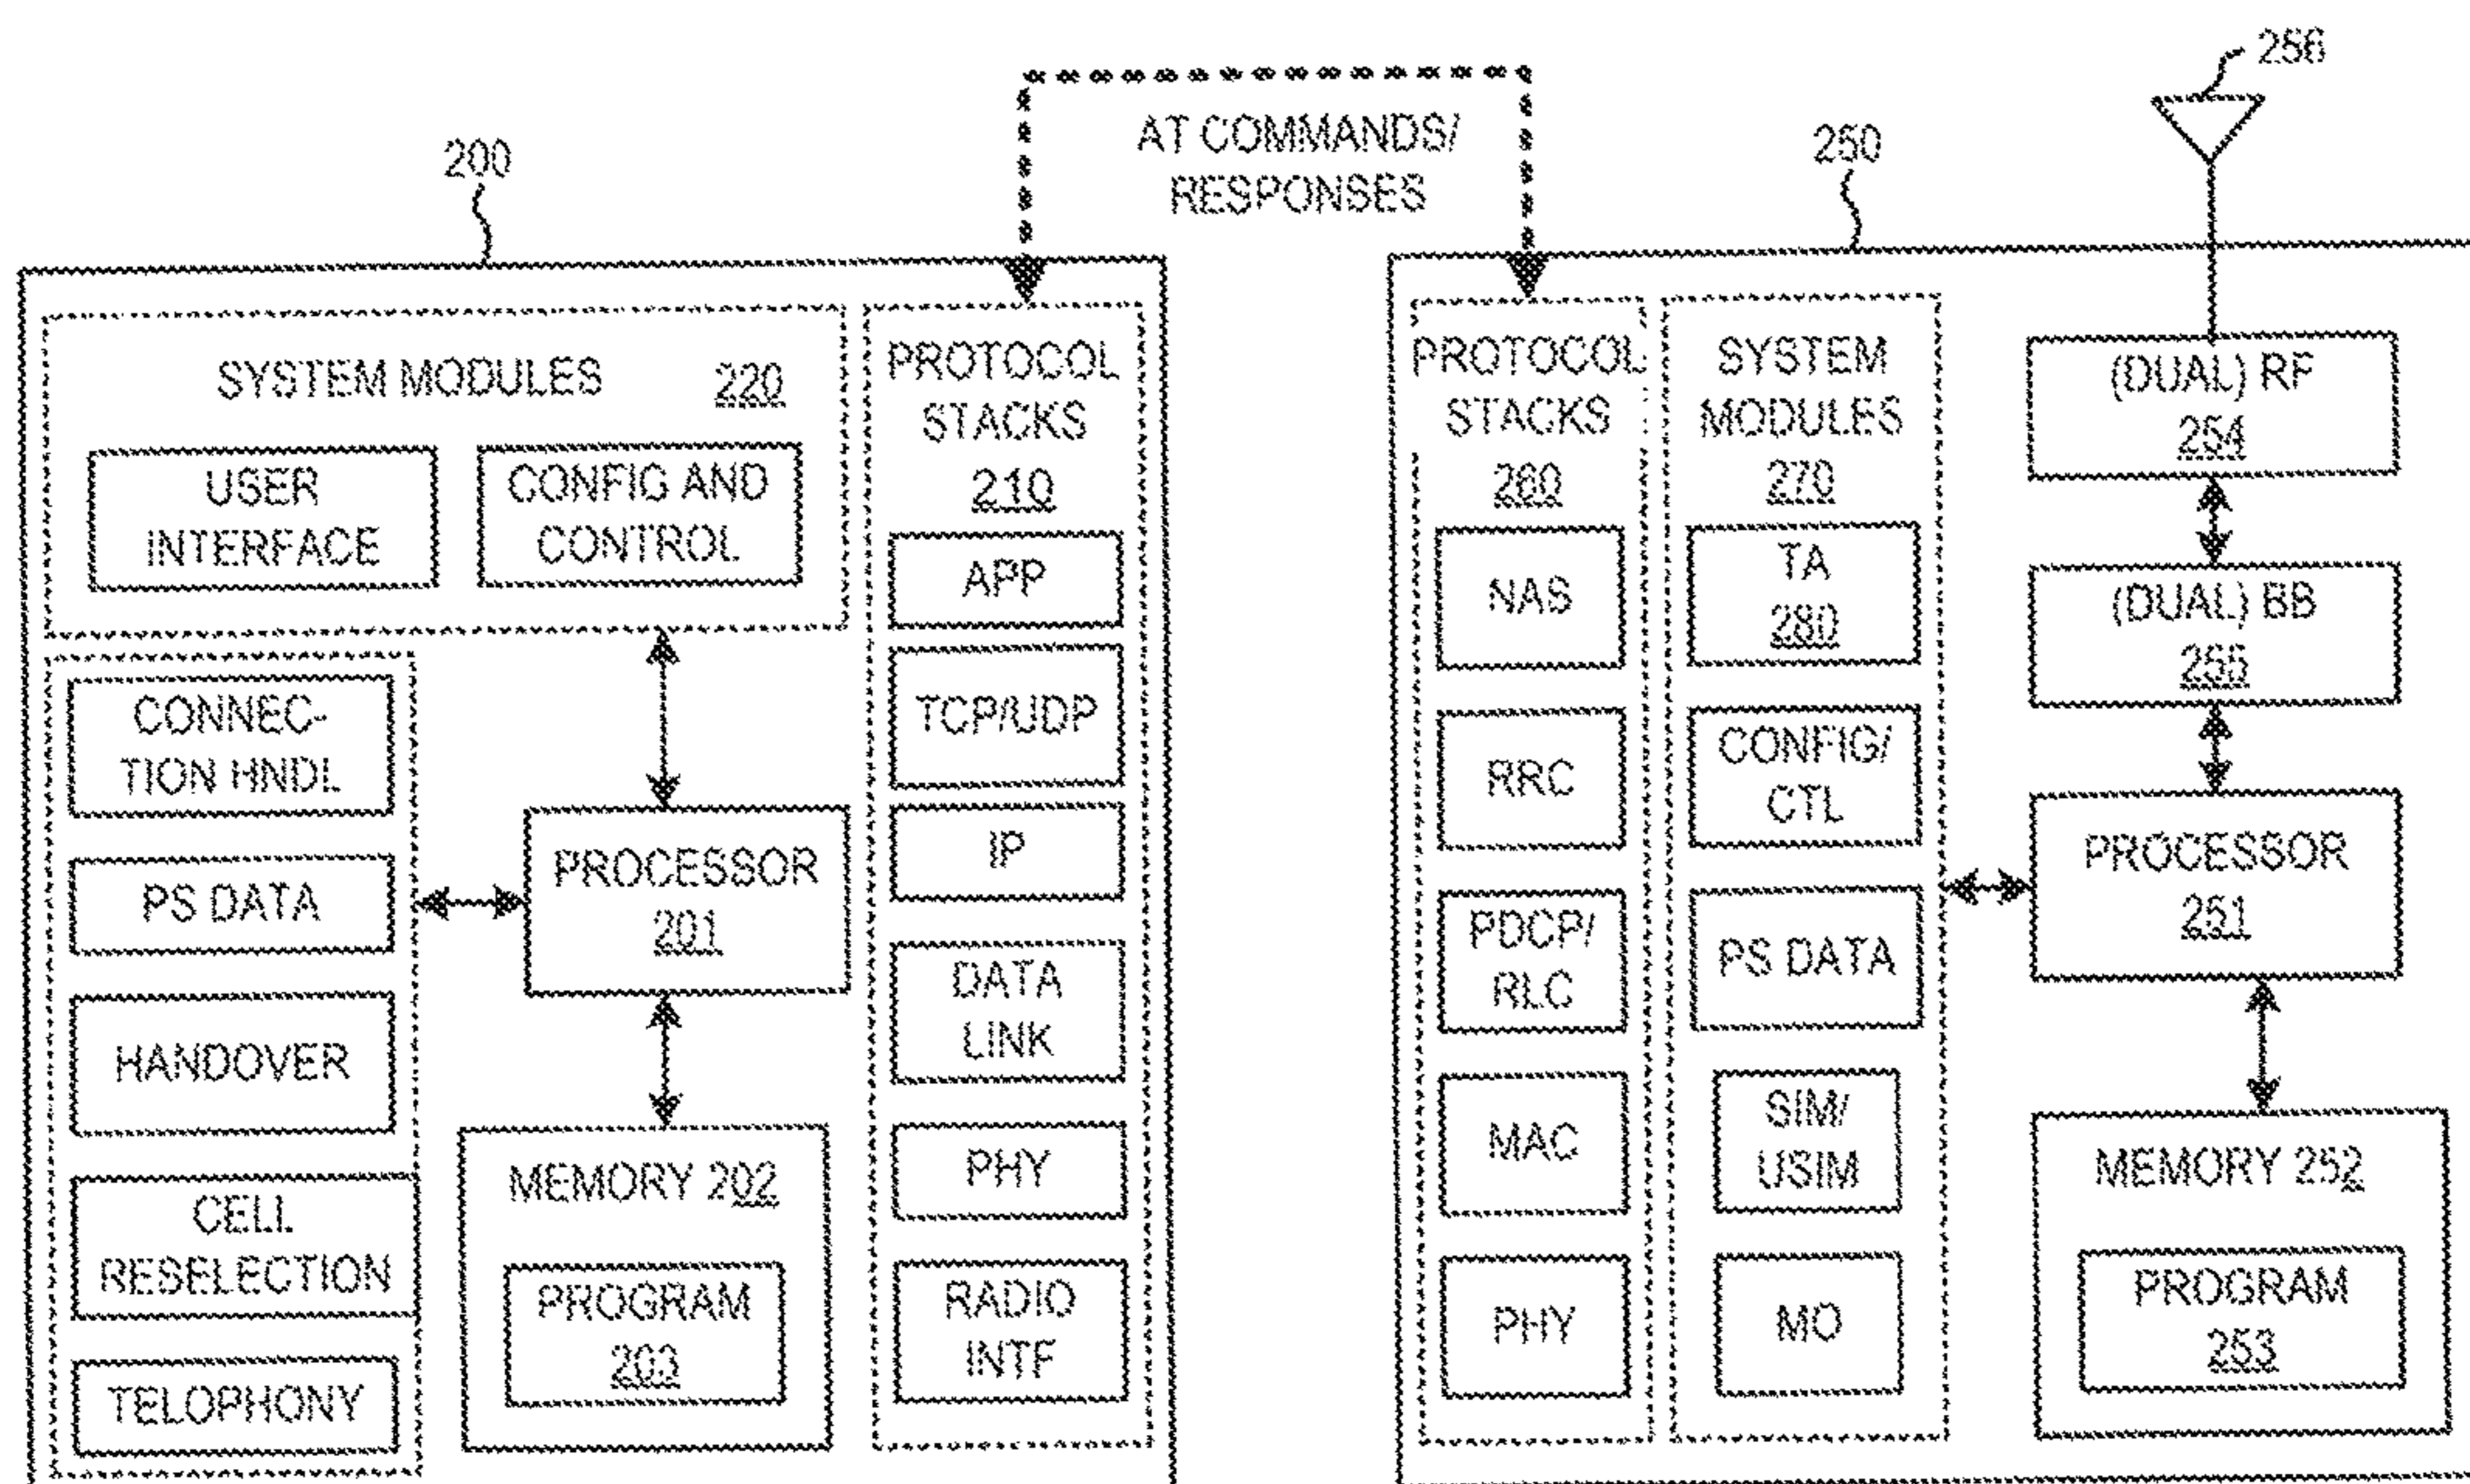 256
AT COMMANDS/
RESPONSES
200
250
SYSTEM MODULES 220
USER
INTERFACE
CONFIG AND
CONTROL
CONNEC-
TION HNDL
PS DATA
HANDOVER
CELL
RESELECTION
TELOPHONY
PROCESSOR
201
MEMORY 202
PROGRAM
203
PROTOCOL
STACKS
210
APP
TCP/UDP
IP
DATA
LINK
PHY
RADIO
INTF
PROTOCOL
STACKS
260
NAS
RRC
PDCP/
RLC
MAC
PHY
SYSTEM
MODULES
270
TA
280
CONFIG/
CTL
PS DATA
SIM/
USIM
MO
(DUAL) RF
254
(DUAL) BB
255
PROCESSOR
251
MEMORY 252
PROGRAM
253